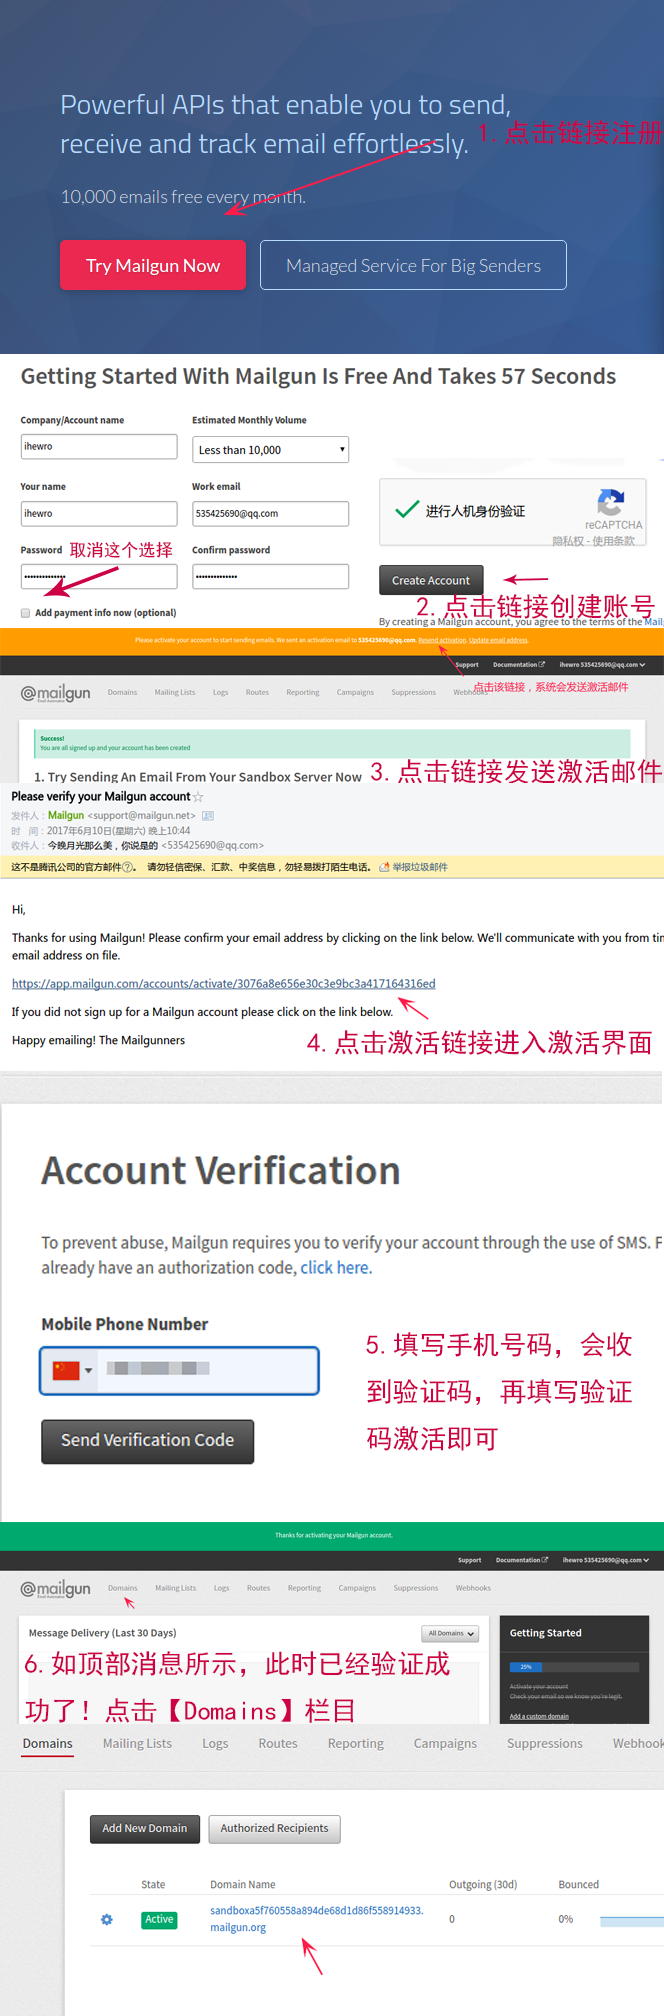 Powerful APIs that enable you to send,
receive and track email effortlessly.
1. 点击链接注册
10,000 emails free every month.
Try Mailgun Now
Managed Service For Big Senders
Getting Started With Mailgun Is Free And Takes 57 Seconds
Company/Account name
Estimated Monthly Volume
ihewro
Less than 10,000
Your name
Work email
ihewro
535425690@qq.com
进行人机身份验证
reCAPTCHA
隐私权 - 使用条款
Password
取消这个选择
Confirm password
Create Account
Add payment info now (optional)
2. 点击链接创建账号
By creating a Mailgun account, you agree to the terms of the Mail
Please activate your account to start sending emails. We sent an activation email to 535425690@qq.com. Resend activation. Update email address.
Support
Documentation
ihewro 535425690@qq.com
@mailgun
Email Automation
Domains
Mailing Lists
Logs
Routes
Reporting
Campaigns
Suppressions
Webhooks
点击该链接，系统会发送激活邮件
Success!
You are all signed up and your account has been created
1. Try Sending An Email From Your Sandbox Server Now
3. 点击链接发送激活邮件
Please verify your Mailgun account
发件人：Mailgun <support@mailgun.net>
时 间：2017年6月10日(星期六) 晚上10:44
收件人：今晚月光那么美，你说是的 <535425690@qq.com>
这不是腾讯公司的官方邮件。 请勿轻信密保、汇款、中奖信息，勿轻易拨打陌生电话。 举报垃圾邮件
Hi,
Thanks for using Mailgun! Please confirm your email address by clicking on the link below. We'll communicate with you from tim
email address on file.
https://app.mailgun.com/accounts/activate/3076a8e656e30c3e9bc3a417164316ed
If you did not sign up for a Mailgun account please click on the link below.
Happy emailing! The Mailgunners
4. 点击激活链接进入激活界面
Account Verification
To prevent abuse, Mailgun requires you to verify your account through the use of SMS. F
already have an authorization code, click here.
Mobile Phone Number
5. 填写手机号码，会收
到验证码，再填写验证
码激活即可
Send Verification Code
Thanks for activating your Mailgun account.
Support
Documentation
ihewro 535425690@qq.com
@mailgun
Email Automation
Domains
Mailing Lists
Logs
Routes
Reporting
Campaigns
Suppressions
Webhooks
Message Delivery (Last 30 Days)
All Domains
Getting Started
25%
Activate your account
Check your email so we know you're legit.
Add a custom domain
6. 如顶部消息所示，此时已经验证成
功了！点击【Domains】栏目
Domains
Mailing Lists
Logs
Routes
Reporting
Campaigns
Suppressions
Webhook
Add New Domain
Authorized Recipients
State
Domain Name
Outgoing (30d)
Bounced
Active
sandboxa5f760558a894de68d1d86f558914933.
mailgun.org
0
0%